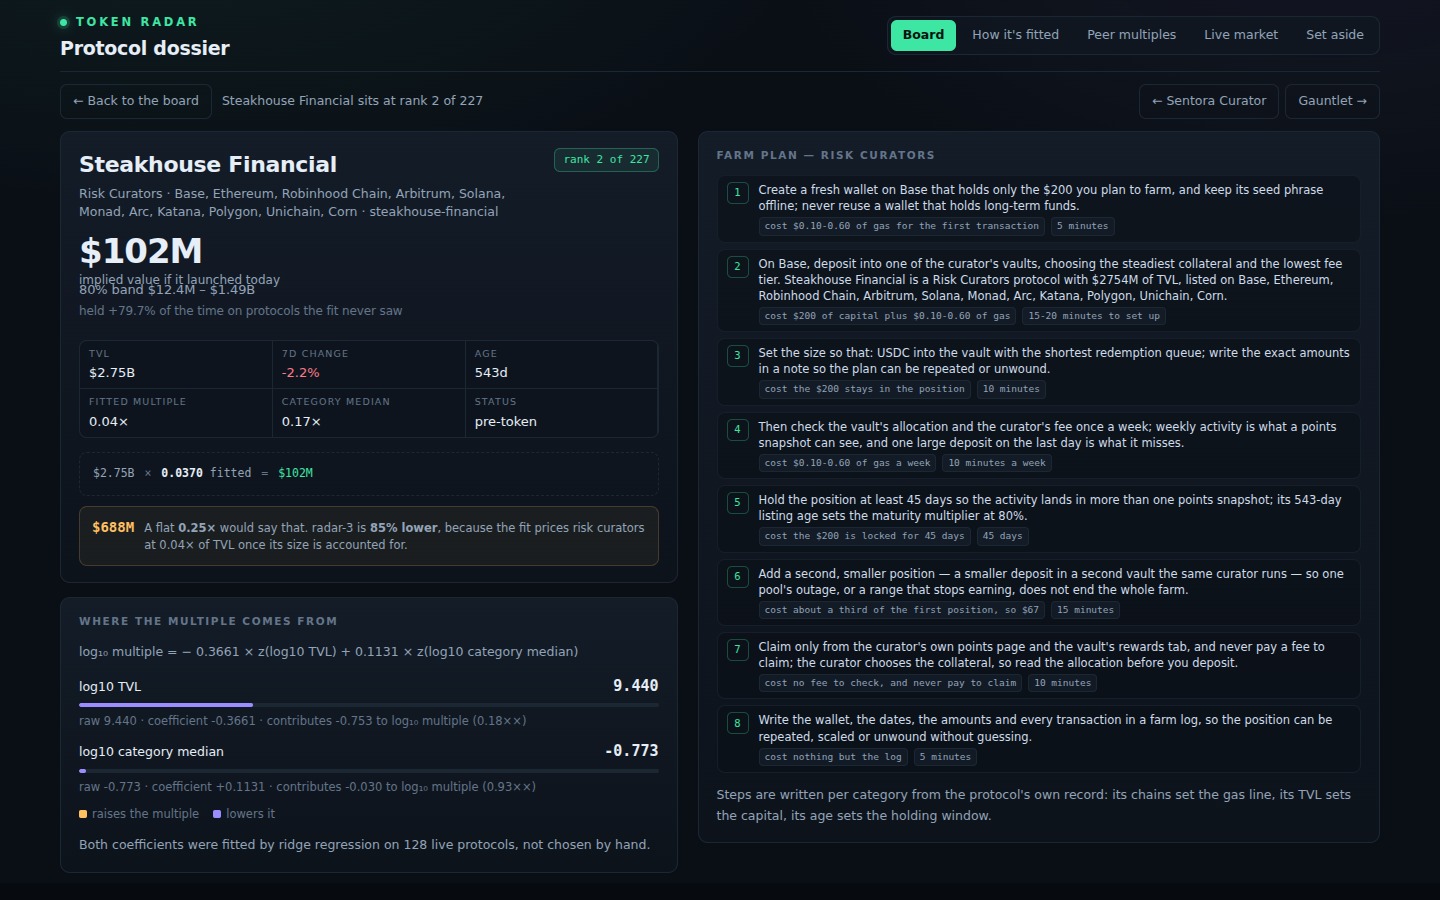 TOKEN RADAR
Protocol dossier
Board
How it's fitted
Peer multiples
Live market
Set aside
← Back to the board
Steakhouse Financial sits at rank 2 of 227
← Sentora Curator
Gauntlet →
Steakhouse Financial
rank 2 of 227
Risk Curators · Base, Ethereum, Robinhood Chain, Arbitrum, Solana,
Monad, Arc, Katana, Polygon, Unichain, Corn · steakhouse-financial
$102M
implied value if it launched today
80% band $12.4M – $1.49B
held +79.7% of the time on protocols the fit never saw
TVL
$2.75B
7D CHANGE
-2.2%
AGE
543d
FITTED MULTIPLE
0.04×
CATEGORY MEDIAN
0.17×
STATUS
pre-token
$2.75B × 0.0370 fitted = $102M
$688M
A flat 0.25× would say that. radar-3 is 85% lower, because the fit prices risk curators
at 0.04× of TVL once its size is accounted for.
WHERE THE MULTIPLE COMES FROM
log₁₀ multiple = − 0.3661 × z(log10 TVL) + 0.1131 × z(log10 category median)
log10 TVL
9.440
raw 9.440 · coefficient -0.3661 · contributes -0.753 to log₁₀ multiple (0.18××)
log10 category median
-0.773
raw -0.773 · coefficient +0.1131 · contributes -0.030 to log₁₀ multiple (0.93××)
raises the multiple
lowers it
Both coefficients were fitted by ridge regression on 128 live protocols, not chosen by hand.
FARM PLAN — RISK CURATORS
1
Create a fresh wallet on Base that holds only the $200 you plan to farm, and keep its seed phrase
offline; never reuse a wallet that holds long-term funds.
cost $0.10-0.60 of gas for the first transaction
5 minutes
2
On Base, deposit into one of the curator's vaults, choosing the steadiest collateral and the lowest fee
tier. Steakhouse Financial is a Risk Curators protocol with $2754M of TVL, listed on Base, Ethereum,
Robinhood Chain, Arbitrum, Solana, Monad, Arc, Katana, Polygon, Unichain, Corn.
cost $200 of capital plus $0.10-0.60 of gas
15-20 minutes to set up
3
Set the size so that: USDC into the vault with the shortest redemption queue; write the exact amounts
in a note so the plan can be repeated or unwound.
cost the $200 stays in the position
10 minutes
4
Then check the vault's allocation and the curator's fee once a week; weekly activity is what a points
snapshot can see, and one large deposit on the last day is what it misses.
cost $0.10-0.60 of gas a week
10 minutes a week
5
Hold the position at least 45 days so the activity lands in more than one points snapshot; its 543-day
listing age sets the maturity multiplier at 80%.
cost the $200 is locked for 45 days
45 days
6
Add a second, smaller position — a smaller deposit in a second vault the same curator runs — so one
pool's outage, or a range that stops earning, does not end the whole farm.
cost about a third of the first position, so $67
15 minutes
7
Claim only from the curator's own points page and the vault's rewards tab, and never pay a fee to
claim; the curator chooses the collateral, so read the allocation before you deposit.
cost no fee to check, and never pay to claim
10 minutes
8
Write the wallet, the dates, the amounts and every transaction in a farm log, so the position can be
repeated, scaled or unwound without guessing.
cost nothing but the log
5 minutes
Steps are written per category from the protocol's own record: its chains set the gas line, its TVL sets
the capital, its age sets the holding window.